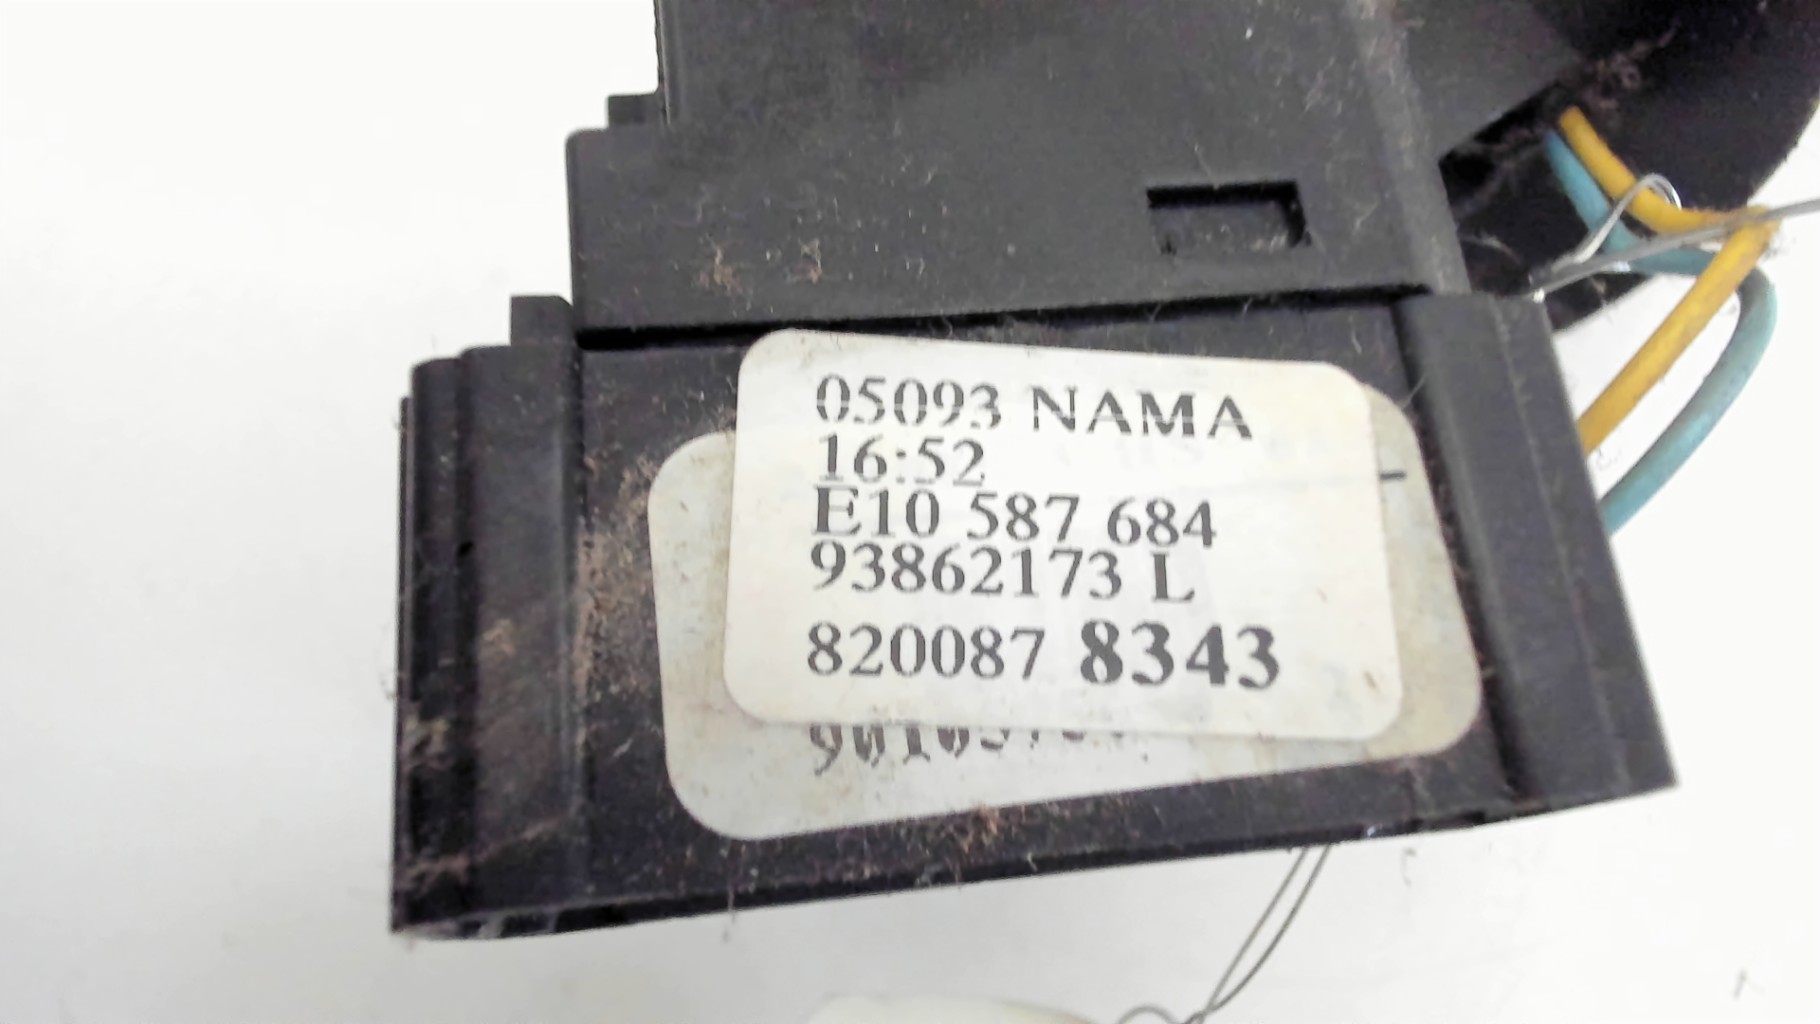 05093 NAMA
16:52
E10 587 684
93862173 L
820087 8343